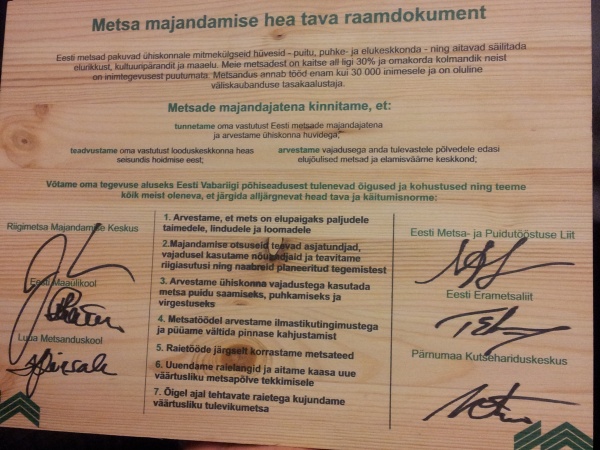 Metsa majandamise hea tava raamdokument
Eesti metsad pakuvad ühiskonnale mitmekülgseid hüvesid - puitu, puhke- ja elukeskkonda - ning aitavad säilitada
elurikkust, kultuuripärandit ja maaelu. Meie metsadest on kaitse all ligi 30% ja omakorda kolmandik neist
on inimtegevusest puutumata. Metsandus annab tööd enam kui 30 000 inimesele ja on oluline
väliskaubanduse tasakaalustaja.
Metsade majandajatena kinnitame, et:
tunnetame oma vastutust Eesti metsade majandajatena
ja arvestame ühiskonna huvidega;
teadvustame oma vastutust looduskeskkonna heas
seisundis hoidmise eest;
arvestame vajadusega anda tulevastele põlvedele edasi
elujõulised metsad ja elamisväärne keskkond;
Võtame oma tegevuse aluseks Eesti Vabariigi põhiseadusest tulenevad õigused ja kohustused ning teeme
kõik meist oleneva, et järgida alljärgnevat head tava ja käitumisnorme:
Riigimetsa Majandamise Keskus
Eesti Maaülikool
Luua Metsanduskool
1. Arvestame, et mets on elupaigaks paljudele
taimedele, lindudele ja loomadele
2.Majandamise otsuseid teevad asjatundjad,
vajadusel kasutame nõuandjaid ja teavitame
riigiasutusi ning naabreid planeeritud tegemistest
3. Arvestame ühiskonna vajadustega kasutada
metsa puidu saamiseks, puhkamiseks ja
virgestuseks
4. Metsatöödel arvestame ilmastikutingimustega
ja püüame vältida pinnase kahjustamist
5. Raietööde järgselt korrastame metsateed
6. Uuendame raielangid ja aitame kaasa uue
väärtusliku metsapõlve tekkimisele
7. Õigel ajal tehtavate raietega kujundame
väärtusliku tulevikumetsa
Eesti Metsa- ja Puidutööstuse Liit
Eesti Erametsaliit
Pärnumaa Kutsehariduskeskus